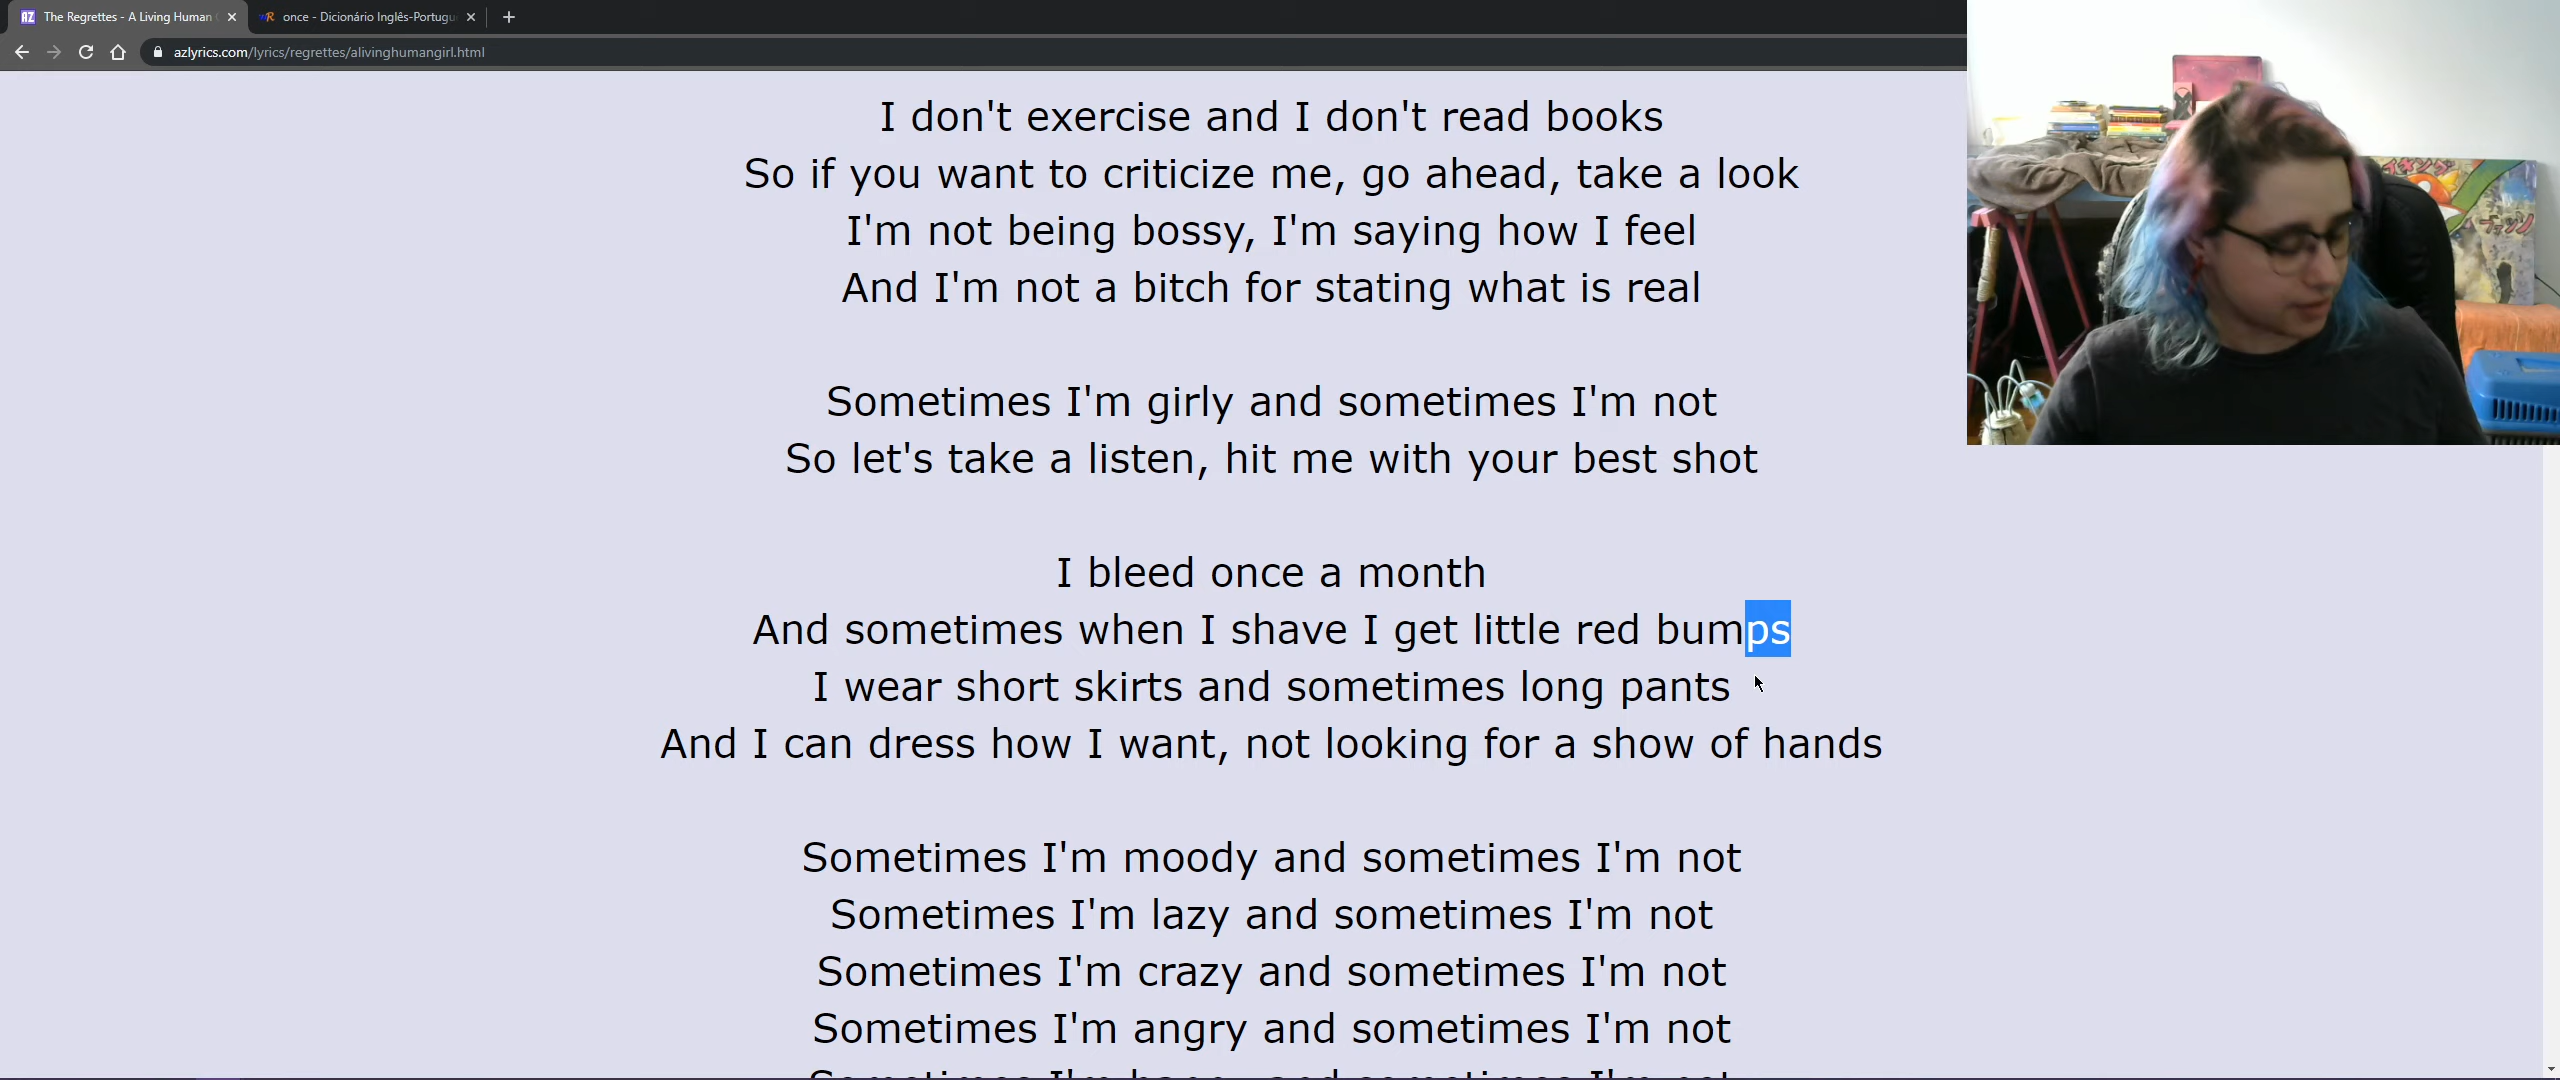 The Regrettes - A Living Human
once - Dicionário Inglês-Portugu
azlyrics.com/lyrics/regrettes/alivinghumangirl.html
I don't exercise and I don't read books
So if you want to criticize me, go ahead, take a look
I'm not being bossy, I'm saying how I feel
And I'm not a bitch for stating what is real
Sometimes I'm girly and sometimes I'm not
So let's take a listen, hit me with your best shot
I bleed once a month
And sometimes when I shave I get little red bumps
I wear short skirts and sometimes long pants
And I can dress how I want, not looking for a show of hands
Sometimes I'm moody and sometimes I'm not
Sometimes I'm lazy and sometimes I'm not
Sometimes I'm crazy and sometimes I'm not
Sometimes I'm angry and sometimes I'm not